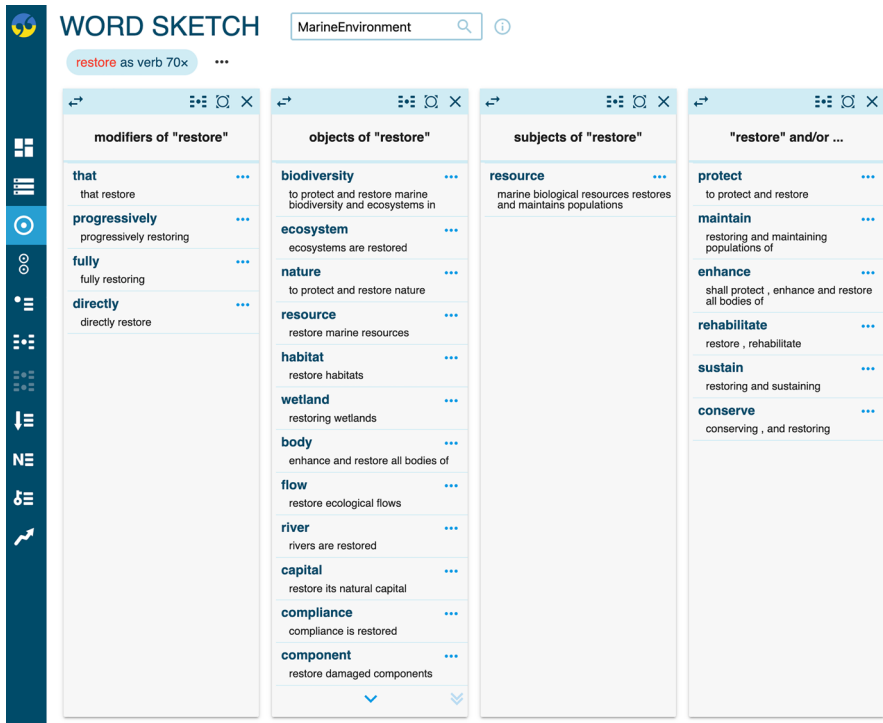 WORD SKETCH
MarineEnvironment
restore as verb 70×
modifiers of "restore"
that
that restore
progressively
progressively restoring
fully
fully restoring
directly
directly restore
objects of "restore"
biodiversity
to protect and restore marine
biodiversity and ecosystems in
ecosystem
ecosystems are restored
nature
to protect and restore nature
resource
restore marine resources
habitat
restore habitats
wetland
restoring wetlands
body
enhance and restore all bodies of
flow
restore ecological flows
river
rivers are restored
capital
restore its natural capital
compliance
compliance is restored
component
restore damaged components
subjects of "restore"
resource
marine biological resources restores
and maintains populations
"restore" and/or ...
protect
to protect and restore
maintain
restoring and maintaining
populations of
enhance
shall protect , enhance and restore
all bodies of
rehabilitate
restore , rehabilitate
sustain
restoring and sustaining
conserve
conserving , and restoring